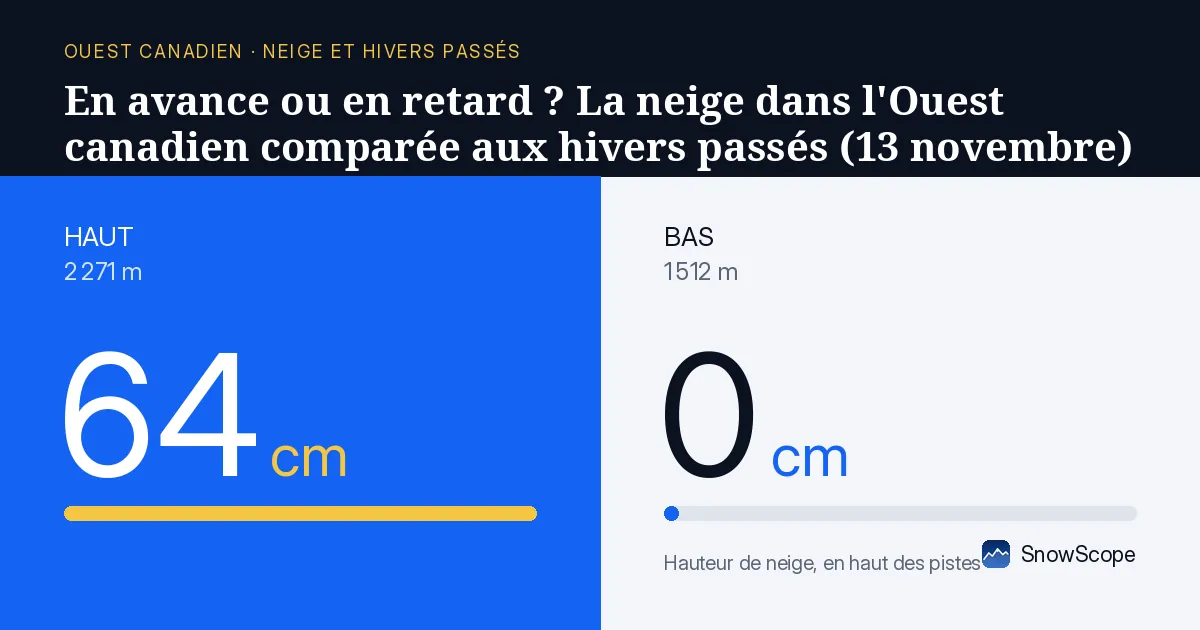 OUEST CANADIEN · NEIGE ET HIVERS PASSÉS
En avance ou en retard ? La neige dans l'Ouest
canadien comparée aux hivers passés (13 novembre)
HAUT
2 271 m
64 cm
BAS
1 512 m
0 cm
Hauteur de neige, en haut des pistes
SnowScope